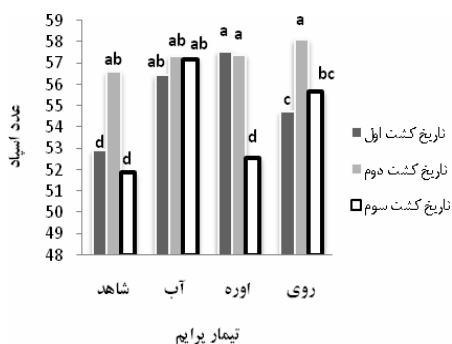 59
58
57
56
55
54
53
52
51
50
49
48
عدد اسپاد
d ab d
ab ab ab
a a d
c a bc
تاریخ کشت اول
تاریخ کشت دوم
تاریخ کشت سوم
شاهد آب اوره روی
تیمار پرایم